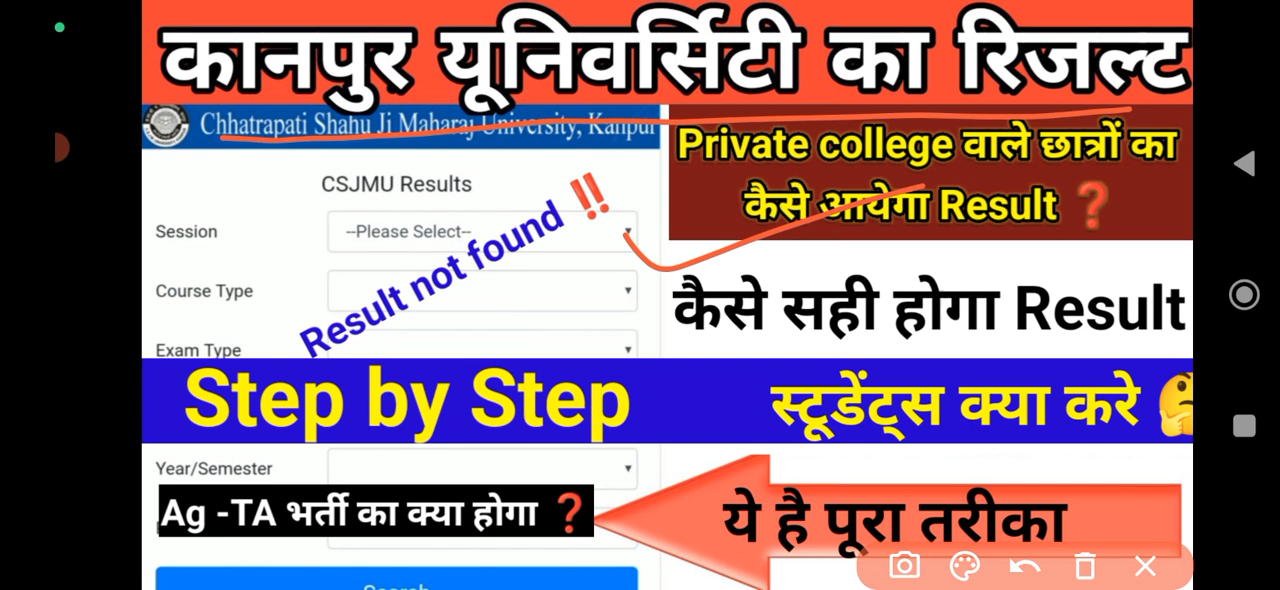 कानपुर यूनिवर्सिटी का रिजल्ट
Chhatrapati Shahu Ji Maharaj University, Kanpur
Private college वाले छात्रों का
कैसे आयेगा Result ❓
CSJMU Results
Session --Please Select--
Result not found ‼️
Course Type
कैसे सही होगा Result
Exam Type
Step by Step स्टूडेंट्स क्या करे 🤔
Year/Semester
Ag -TA भर्ती का क्या होगा ❓
ये है पूरा तरीका
Search